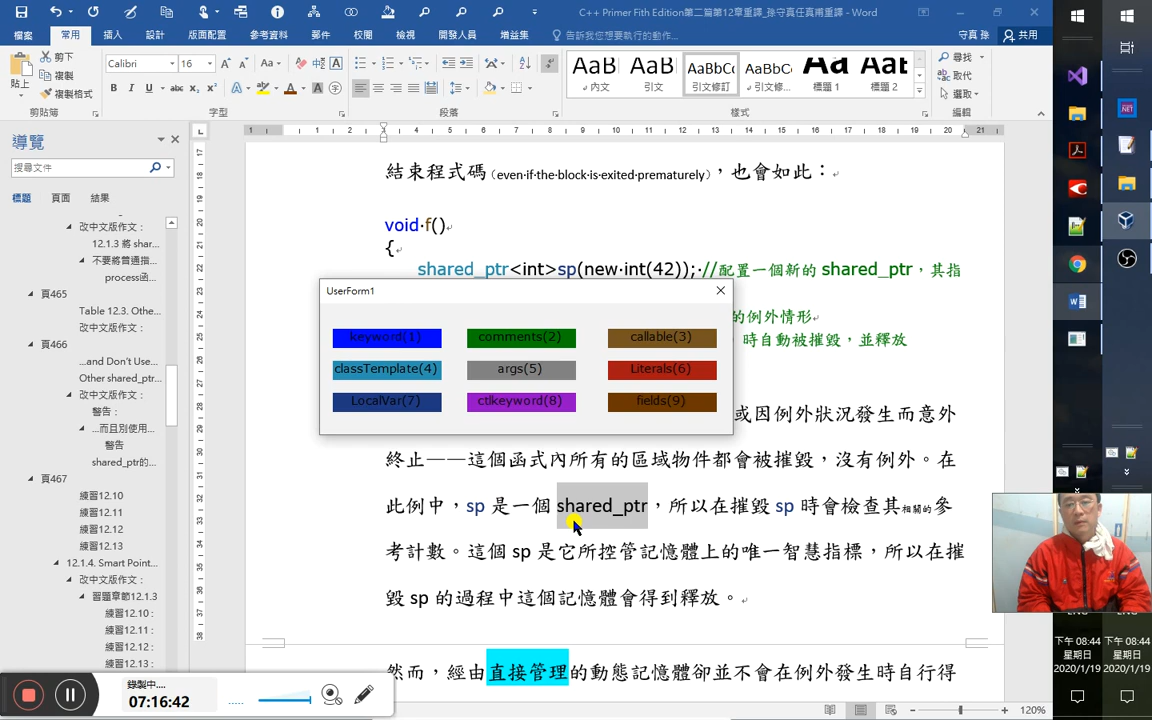 C++ Primer Fith Edition第二篇第12章重譯_孫守真任真甫重譯 - Word
檔案
常用
插入
設計
版面配置
參考資料
郵件
校閱
檢視
開發人員
增益集
告訴我您想要執行的動作...
守真 孫
共用
貼上
剪下
複製
複製格式
剪貼簿
Calibri
16
字型
段落
AaB AaB AaBbCc AaBbC AaB Aat
內文
引文
引文修訂
引文修...
標題 1
標題 2
樣式
尋找
取代
選取
編輯
導覽
搜尋文件
標題 頁面 結果
改中文版作文：
12.1.3 將 shar...
不要將普通指...
process函...
頁465
Table 12.3. Othe...
改中文版作文：
頁466
...and Don't Use...
Other shared_ptr...
改中文版作文：
警告：
...而且別使用...
警告
shared_ptr的...
頁467
練習12.10
練習12.11
練習12.12
練習12.13
12.1.4. Smart Point...
改中文版作文：
習題章節12.1.3
練習12.10：
練習12.11：
練習12.12：
練習12.13：
結束程式碼（even·if·the·block·is·exited·prematurely），也會如此：
void·f()
{
shared_ptr<int>sp(new·int(42));·//配置一個新的 shared_ptr，其指
的例外情形
時自動被摧毀，並釋放
UserForm1
keyword(1) comments(2) callable(3)
classTemplate(4) args(5) Literals(6)
LocalVar(7) ctlkeyword(8) fields(9)
或因例外狀況發生而意外
終止——這個函式內所有的區域物件都會被摧毀，沒有例外。在
此例中，sp 是一個 shared_ptr，所以在摧毀 sp 時會檢查其相關的參
考計數。這個 sp 是它所控管記憶體上的唯一智慧指標，所以在摧
毀 sp 的過程中這個記憶體會得到釋放。
然而，經由直接管理的動態記憶體卻並不會在例外發生時自行得
錄製中....
07:16:42
120%
下午 08:44
星期日
2020/1/19
下午 08:44
星期日
2020/1/19